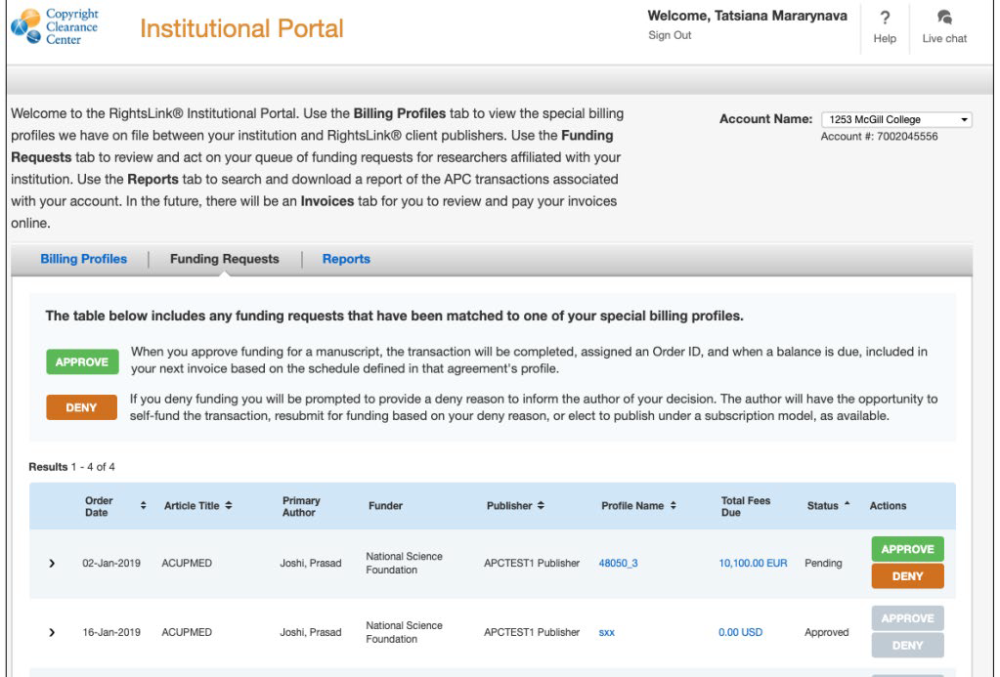 Copyright
Clearance
Center
Institutional Portal
Welcome, Tatsiana Mararynava
Sign Out
?
Help
Live chat
Welcome to the RightsLink® Institutional Portal. Use the Billing Profiles tab to view the special billing
profiles we have on file between your institution and RightsLink® client publishers. Use the Funding
Requests tab to review and act on your queue of funding requests for researchers affiliated with your
institution. Use the Reports tab to search and download a report of the APC transactions associated
with your account. In the future, there will be an Invoices tab for you to review and pay your invoices
online.
Account Name: 1253 McGill College
Account #: 7002045556
Billing Profiles | Funding Requests | Reports
The table below includes any funding requests that have been matched to one of your special billing profiles.
APPROVE
When you approve funding for a manuscript, the transaction will be completed, assigned an Order ID, and when a balance is due, included in
your next invoice based on the schedule defined in that agreement's profile.
DENY
If you deny funding you will be prompted to provide a deny reason to inform the author of your decision. The author will have the opportunity to
self-fund the transaction, resubmit for funding based on your deny reason, or elect to publish under a subscription model, as available.
Results 1 - 4 of 4
Order Date Article Title Primary Author Funder Publisher Profile Name Total Fees Due Status Actions
02-Jan-2019 ACUPMED Joshi, Prasad National Science Foundation APCTEST1 Publisher 48050_3 10,100.00 EUR Pending APPROVE
DENY
16-Jan-2019 ACUPMED Joshi, Prasad National Science Foundation APCTEST1 Publisher sxx 0.00 USD Approved APPROVE
DENY